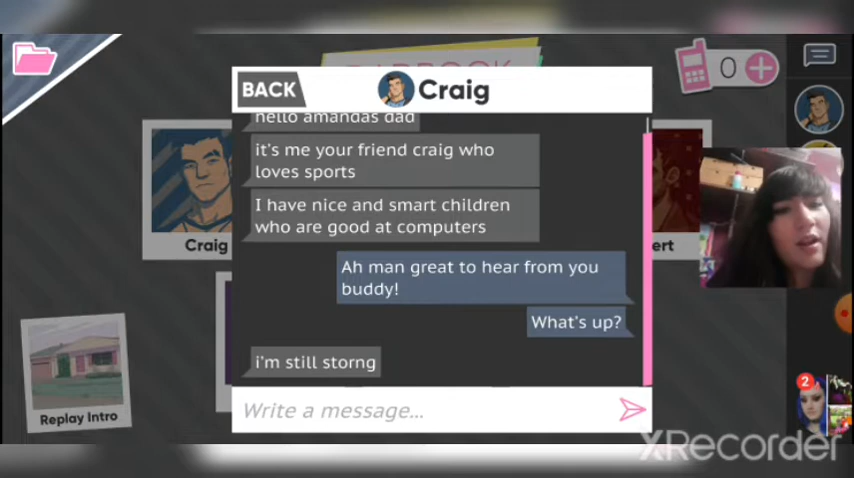 BACK
Craig
0
hello amandas dad
it's me your friend craig who
loves sports
I have nice and smart children
who are good at computers
Ah man great to hear from you
buddy!
What's up?
i'm still storng
Write a message...
Craig
ert
Replay Intro
2
XRecorder